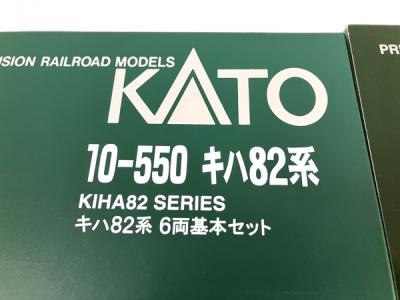 ISION RAILROAD MODELS
KATO
10-550 キハ82系
KIHA82 SERIES
キハ82系 6両基本セット
PRE